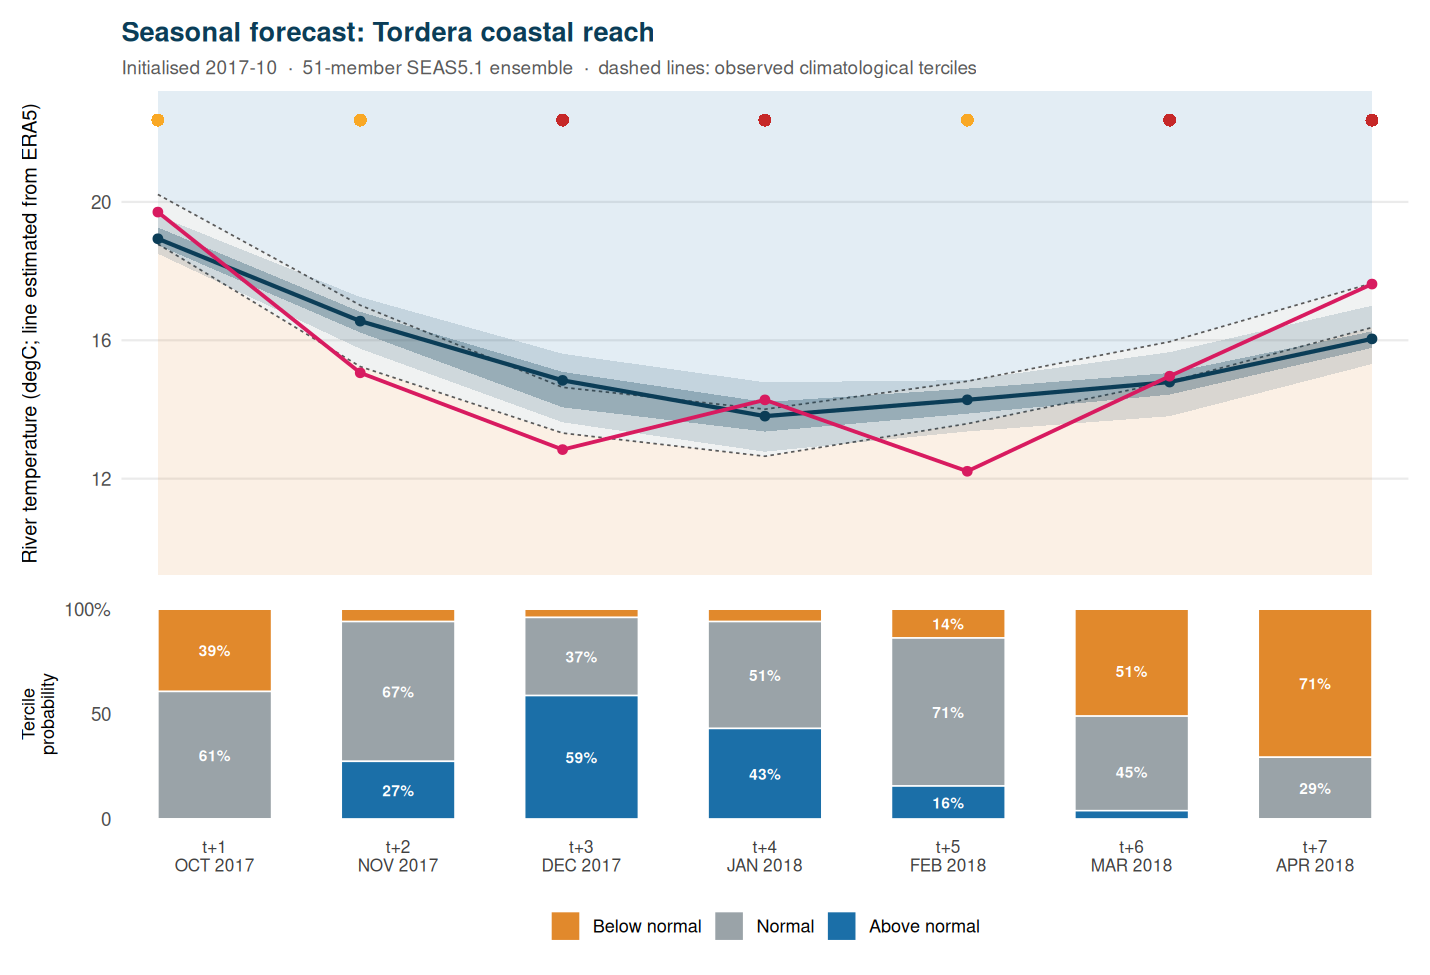 Seasonal forecast: Tordera coastal reach
Initialised 2017-10 · 51-member SEAS5.1 ensemble · dashed lines: observed climatological terciles
River temperature (degC; line estimated from ERA5)
20
16
12
Tercile
probability
100%
50
0
39%
61%
67%
27%
37%
59%
51%
43%
14%
71%
16%
51%
45%
71%
29%
t+1
OCT 2017
t+2
NOV 2017
t+3
DEC 2017
t+4
JAN 2018
t+5
FEB 2018
t+6
MAR 2018
t+7
APR 2018
Below normal
Normal
Above normal